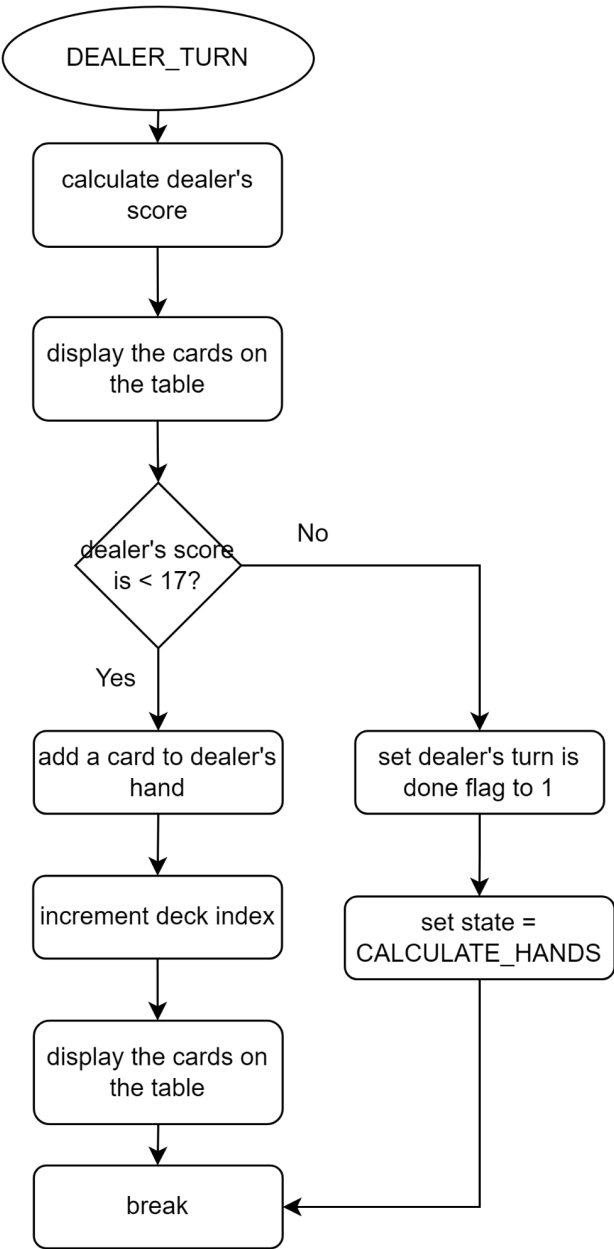 DEALER_TURN
calculate dealer's
score
display the cards on
the table
dealer's score
is < 17?
No
Yes
add a card to dealer's
hand
set dealer's turn is
done flag to 1
increment deck index
set state =
CALCULATE_HANDS
display the cards on
the table
break